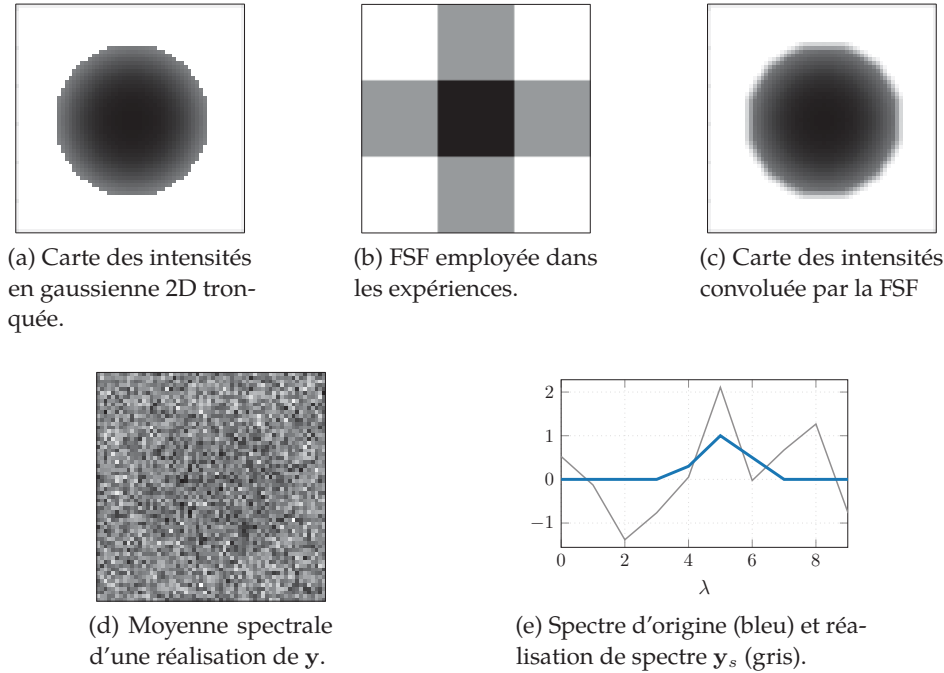 (a) Carte des intensités
en gaussienne 2D tron-
quée.
(b) FSF employée dans
les expériences.
(c) Carte des intensités
convoluée par la FSF
2
1
0
−1
0
2
4
6
8
λ
(d) Moyenne spectrale
d'une réalisation de y.
(e) Spectre d'origine (bleu) et réa-
lisation de spectre yₛ (gris).